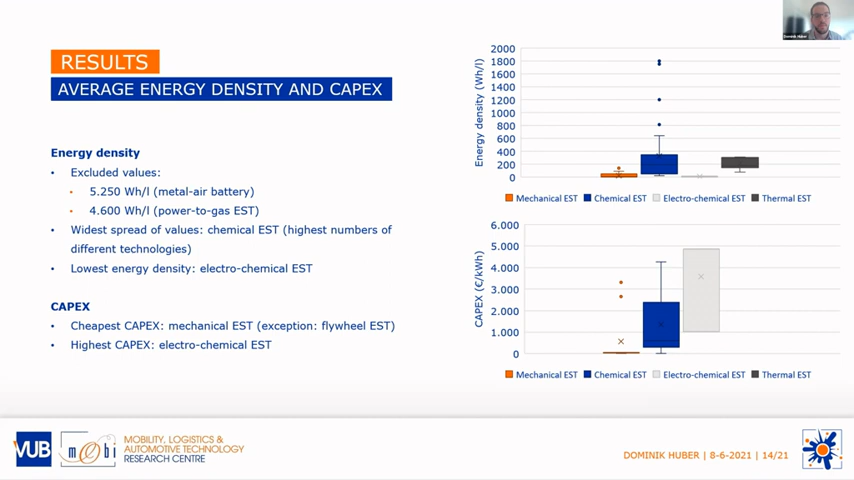 RESULTS
AVERAGE ENERGY DENSITY AND CAPEX
Energy density
• Excluded values:
• 5.250 Wh/l (metal-air battery)
• 4.600 Wh/l (power-to-gas EST)
• Widest spread of values: chemical EST (highest numbers of
different technologies)
• Lowest energy density: electro-chemical EST
CAPEX
• Cheapest CAPEX: mechanical EST (exception: flywheel EST)
• Highest CAPEX: electro-chemical EST
Energy density (Wh/l)
2000
1800
1600
1400
1200
1000
800
600
400
200
0
Mechanical EST Chemical EST Electro-chemical EST Thermal EST
CAPEX (€/kWh)
6.000
5.000
4.000
3.000
2.000
1.000
0
Mechanical EST Chemical EST Electro-chemical EST Thermal EST
Dominik Huber
VUB
mobi
MOBILITY, LOGISTICS &
AUTOMOTIVE TECHNOLOGY
RESEARCH CENTRE
DOMINIK HUBER | 8-6-2021 | 14/21